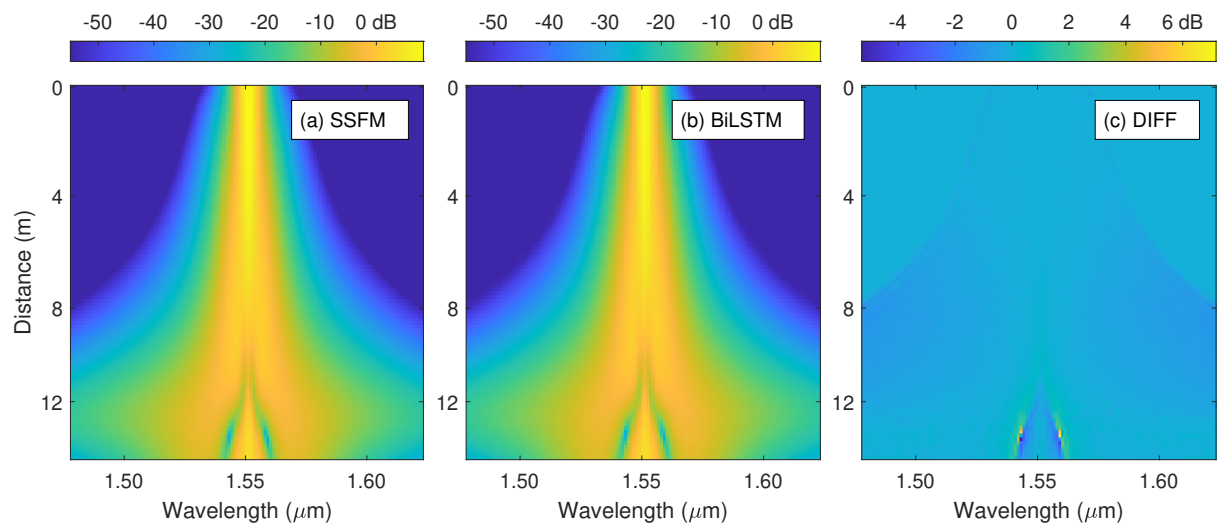 -50 -40 -30 -20 -10 0 dB
-50 -40 -30 -20 -10 0 dB
-4 -2 0 2 4 6 dB
(a) SSFM
(b) BiLSTM
(c) DIFF
Distance (m)
0
4
8
12
0
4
8
12
0
4
8
12
1.50 1.55 1.60
1.50 1.55 1.60
1.50 1.55 1.60
Wavelength (μm)
Wavelength (μm)
Wavelength (μm)